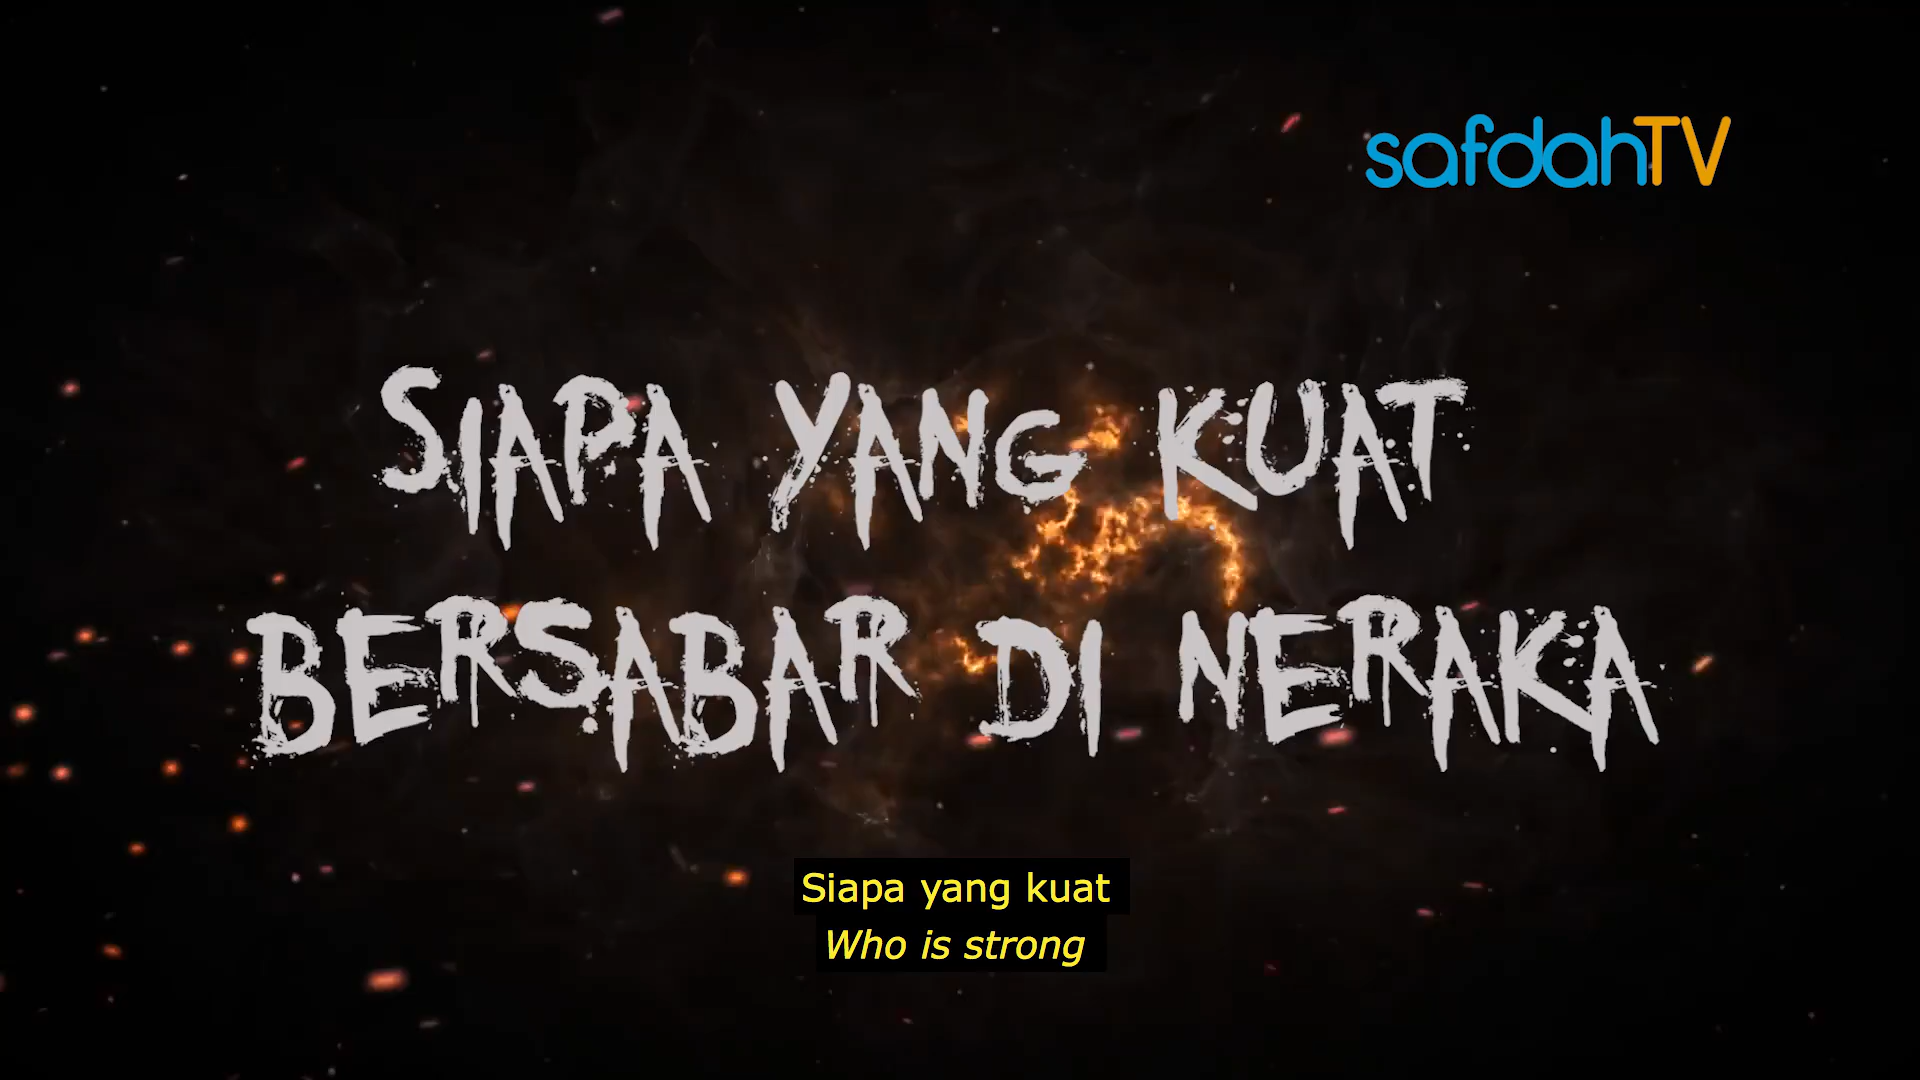 safdahTV
SIAPA YANG KUAT
BERSABAR DI NERAKA
Siapa yang kuat
Who is strong